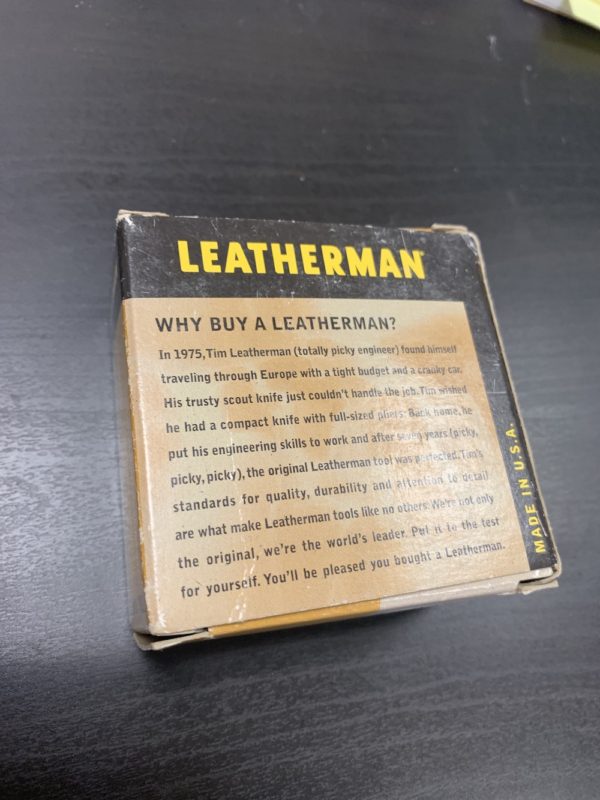 LEATHERMAN
WHY BUY A LEATHERMAN?
In 1975, Tim Leatherman (totally picky engineer) found himself
traveling through Europe with a tight budget and a cranky car.
His trusty scout knife just couldn't handle the job. Tim wished
he had a compact knife with full-sized pliers. Back home, he
put his engineering skills to work and after seven years (picky,
picky, picky), the original Leatherman tool was perfected. Tim's
standards for quality, durability and attention to detail
are what make Leatherman tools like no others. We're not only
the original, we're the world's leader. Put it to the test
for yourself. You'll be pleased you bought a Leatherman.
MADE IN U.S.A.